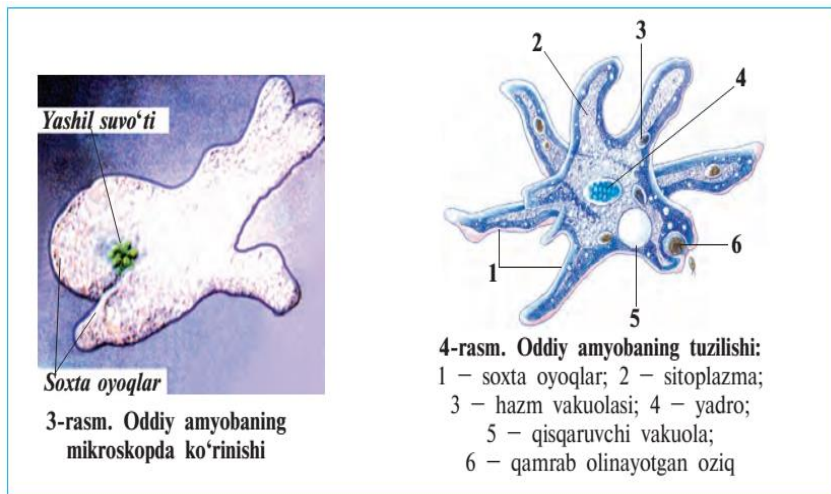 Yashil suvo‘ti
Soxta oyoqlar
3-rasm. Oddiy amyobaning
mikroskopda ko‘rinishi
2
3
4
1
5
6
4-rasm. Oddiy amyobaning tuzilishi:
1 – soxta oyoqlar; 2 – sitoplazma;
3 – hazm vakuolasi; 4 – yadro;
5 – qisqaruvchi vakuola;
6 – qamrab olinayotgan oziq